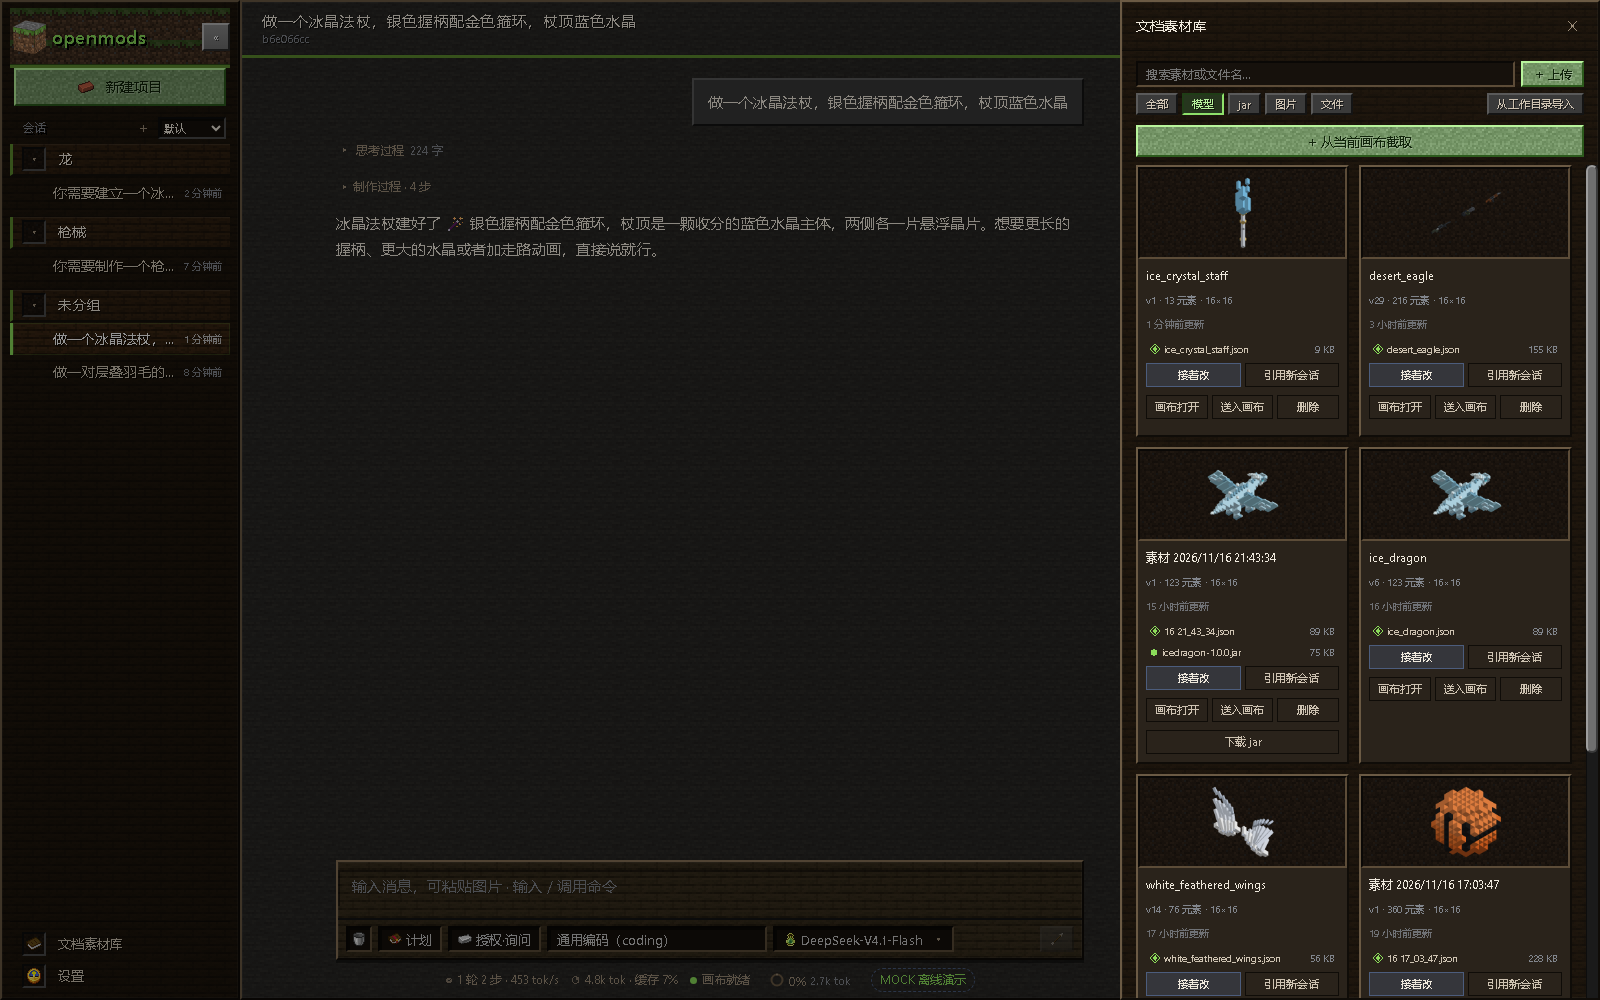 openmods
«
新建项目
会话
+
默认
龙
你需要建立一个冰... 2 分钟前
枪械
你需要制作一个枪... 7 分钟前
未分组
做一个冰晶法杖，... 1 分钟前
做一对层叠羽毛的... 8 分钟前
文档素材库
设置
做一个冰晶法杖，银色握柄配金色箍环，杖顶蓝色水晶
b6e066cc
做一个冰晶法杖，银色握柄配金色箍环，杖顶蓝色水晶
思考过程 224 字
制作过程 · 4 步
冰晶法杖建好了 银色握柄配金色箍环，杖顶是一颗收分的蓝色水晶主体，两侧各一片悬浮晶片。想要更长的
握柄、更大的水晶或者加走路动画，直接说就行。
输入消息，可粘贴图片 · 输入 / 调用命令
计划
授权·询问
通用编码（coding）
DeepSeek-V4.1-Flash
1 轮 2 步 · 453 tok/s
4.8k tok · 缓存 7%
画布就绪
0% 2.7k tok
MOCK 离线演示
文档素材库
搜索素材或文件名...
+ 上传
全部 模型 jar 图片 文件
从工作目录导入
+ 从当前画布截取
ice_crystal_staff
v1 · 13 元素 · 16×16
1 分钟前更新
ice_crystal_staff.json 9 KB
接着改 引用新会话
画布打开 送入画布 删除
desert_eagle
v29 · 216 元素 · 16×16
3 小时前更新
desert_eagle.json 155 KB
接着改 引用新会话
画布打开 送入画布 删除
素材 2026/11/16 21:43:34
v1 · 123 元素 · 16×16
15 小时前更新
16 21_43_34.json 89 KB
icedragon-1.0.0.jar 75 KB
接着改 引用新会话
画布打开 送入画布 删除
下载 jar
ice_dragon
v6 · 123 元素 · 16×16
16 小时前更新
ice_dragon.json 89 KB
接着改 引用新会话
画布打开 送入画布 删除
white_feathered_wings
v14 · 76 元素 · 16×16
17 小时前更新
white_feathered_wings.json 56 KB
接着改 引用新会话
素材 2026/11/16 17:03:47
v1 · 360 元素 · 16×16
19 小时前更新
16 17_03_47.json 228 KB
接着改 引用新会话